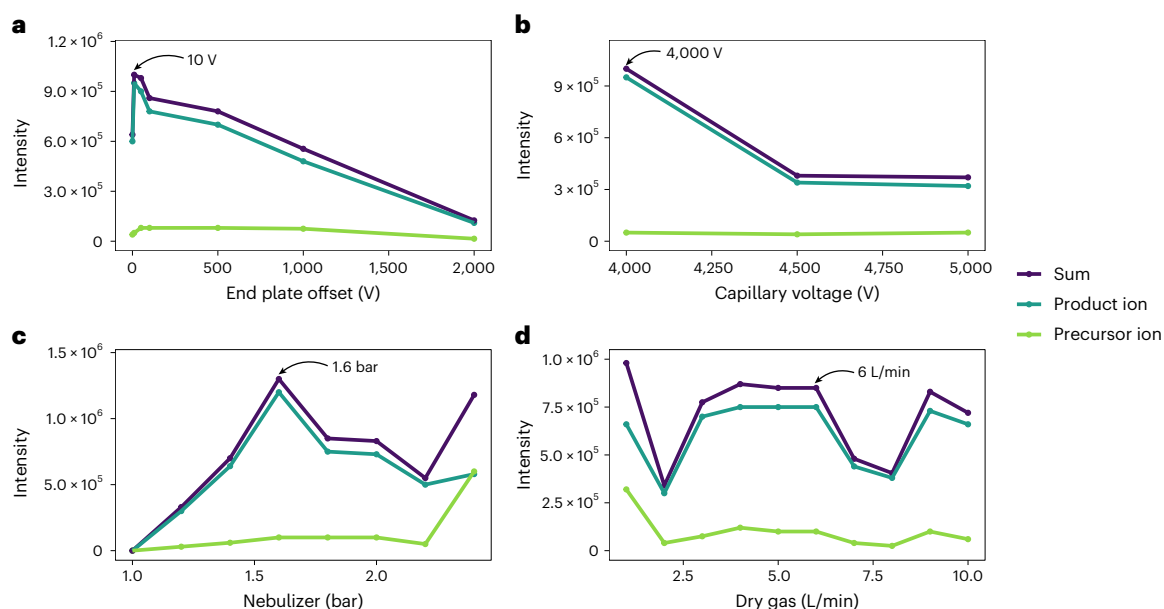 a
1.2 × 10⁶
9.0 × 10⁵
6.0 × 10⁵
3.0 × 10⁵
0
Intensity
10 V
0 500 1,000 1,500 2,000
End plate offset (V)
b
9 × 10⁵
6 × 10⁵
3 × 10⁵
0
Intensity
4,000 V
4,000 4,250 4,500 4,750 5,000
Capillary voltage (V)
Sum
Product ion
Precursor ion
c
1.5 × 10⁶
1.0 × 10⁶
5.0 × 10⁵
0
Intensity
1.6 bar
1.0 1.5 2.0
Nebulizer (bar)
d
1.0 × 10⁶
7.5 × 10⁵
5.0 × 10⁵
2.5 × 10⁵
0
Intensity
6 L/min
2.5 5.0 7.5 10.0
Dry gas (L/min)